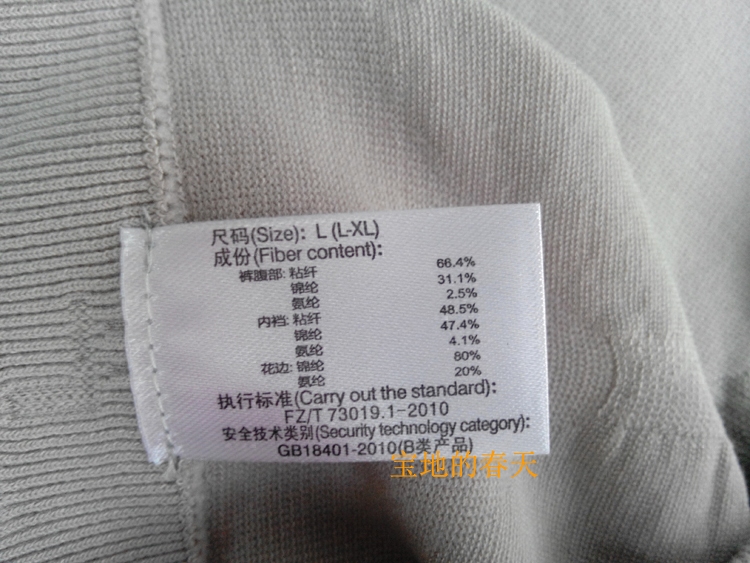 尺码(Size): L (L-XL)
成份(Fiber content):
裤腹部: 粘纤 66.4%
锦纶 31.1%
氨纶 2.5%
内裆: 粘纤 48.5%
锦纶 47.4%
氨纶 4.1%
花边: 锦纶 80%
氨纶 20%
执行标准(Carry out the standard):
FZ/T 73019.1-2010
安全技术类别(Security technology category):
GB18401-2010(B类产品)
宝地的春天